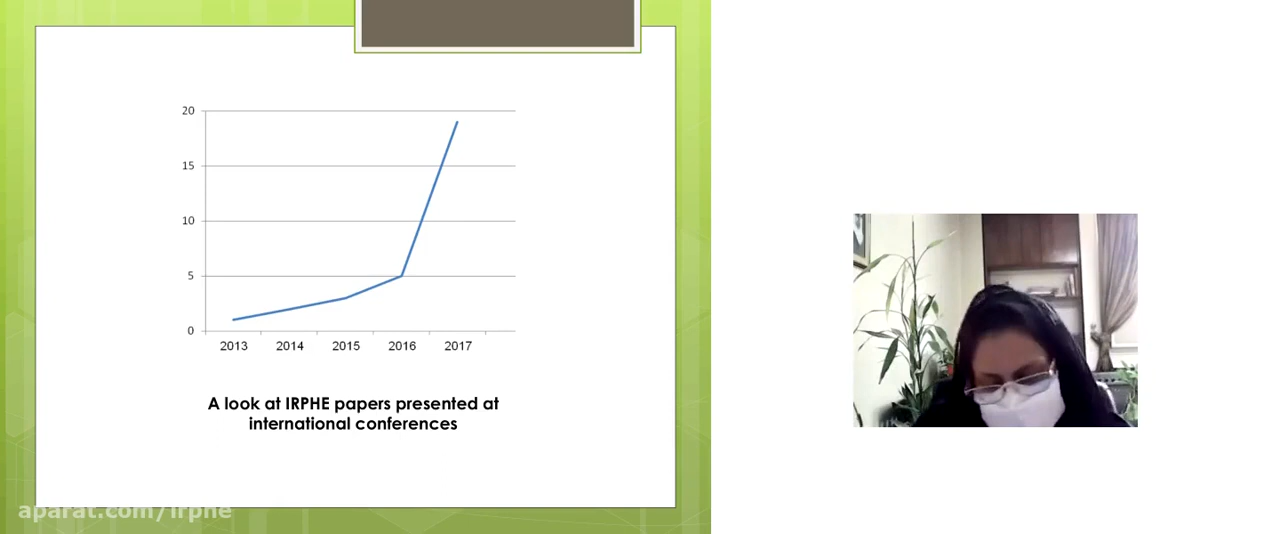 20
15
10
5
0
2013 2014 2015 2016 2017
A look at IRPHE papers presented at
international conferences
aparat.com/irphe